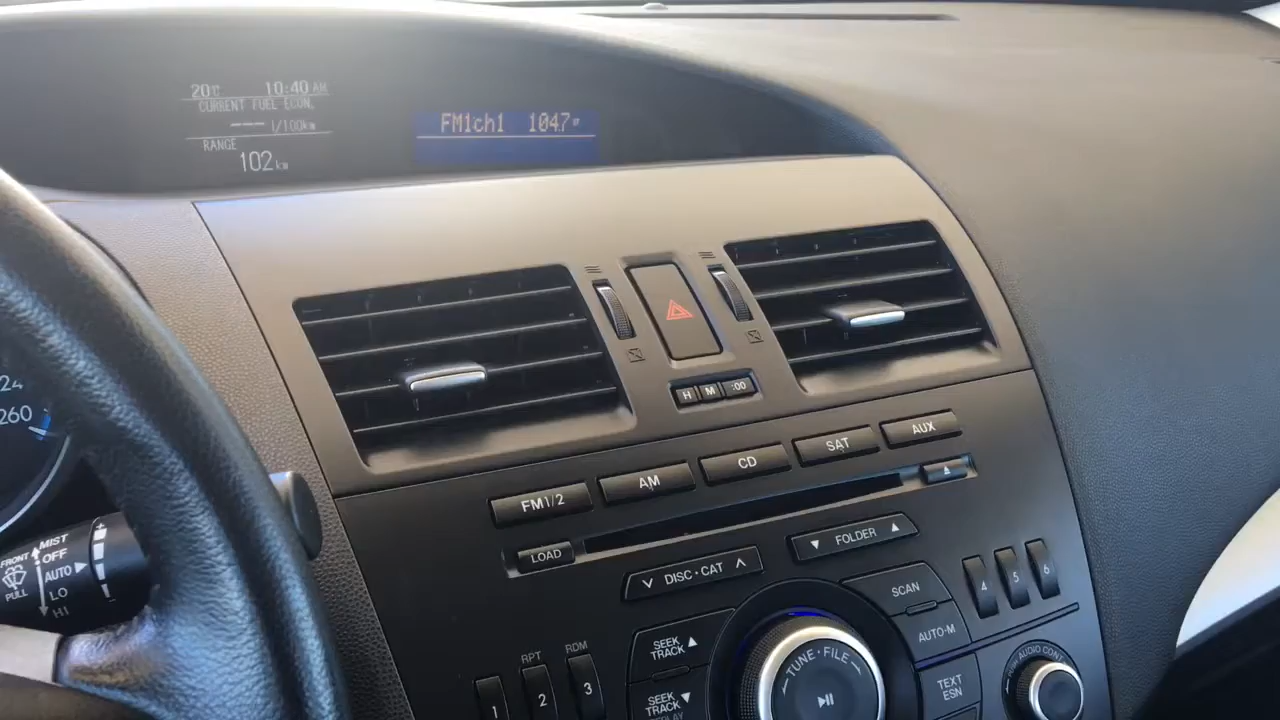 20℃ 10:40 AM
CURRENT FUEL ECON.
--- l/100km
RANGE
102 km
FM1ch1 104.7
24
260
H M :00
FM1/2 AM CD SAT AUX
LOAD
DISC·CAT
FOLDER
SCAN
AUTO-M
4 5 6
FRONT
PULL
MIST
OFF
AUTO
LO
HI
RPT RDM
1 2 3
SEEK
TRACK
SEEK
TRACK
TUNE·FILE
TEXT
ESN
AUDIO CONT